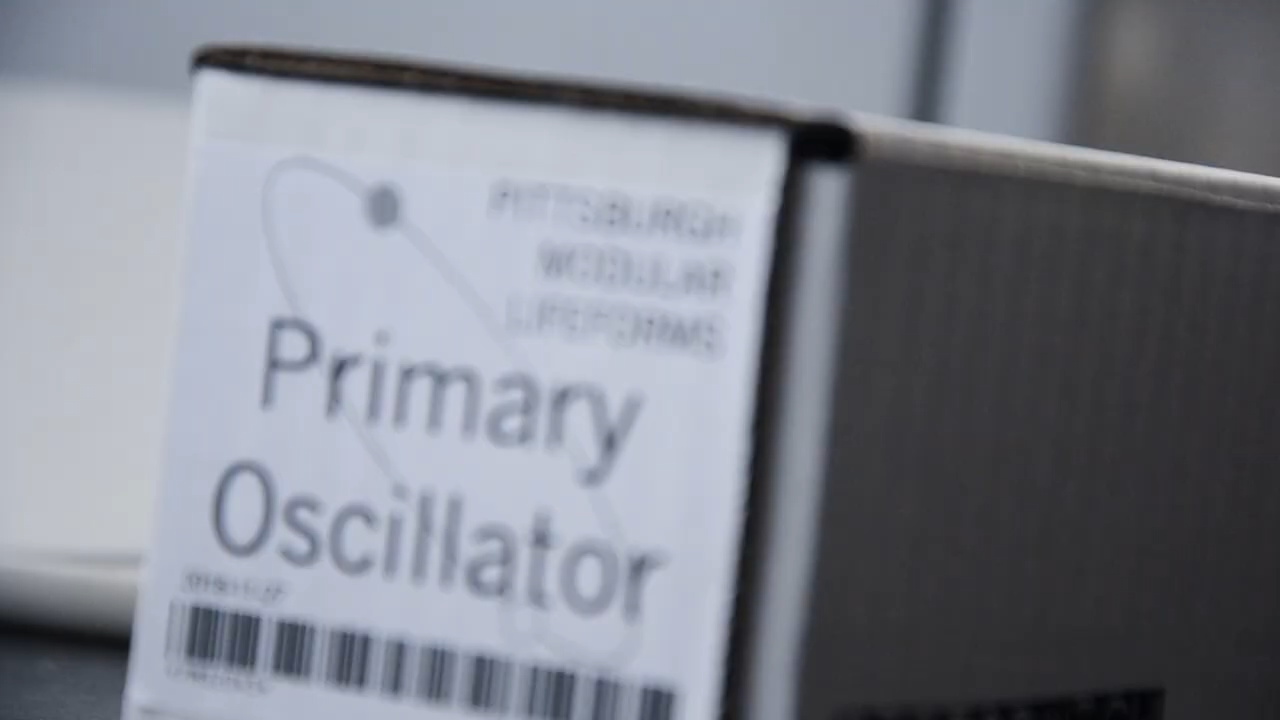 PITTSBURGH
MODULAR
LIFEFORMS
Primary
Oscillator